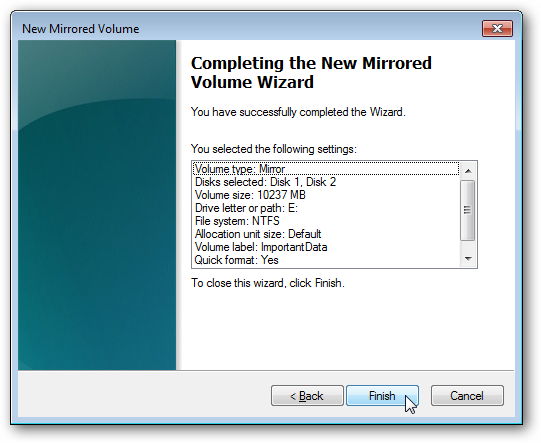 New Mirrored Volume
Completing the New Mirrored
Volume Wizard
You have successfully completed the Wizard.
You selected the following settings:
Volume type: Mirror
Disks selected: Disk 1, Disk 2
Volume size: 10237 MB
Drive letter or path: E:
File system: NTFS
Allocation unit size: Default
Volume label: ImportantData
Quick format: Yes
To close this wizard, click Finish.
< Back
Finish
Cancel